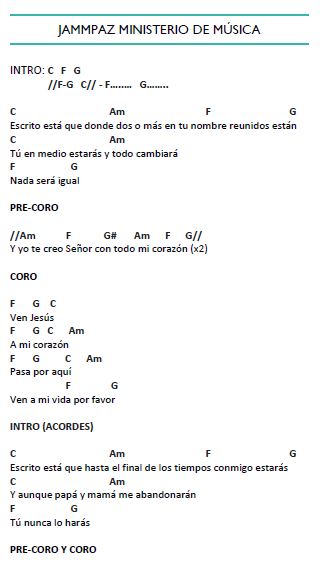 JAMMPAZ MINISTERIO DE MÚSICA
INTRO: C F G
//F-G C// - F........ G........
C Am F G
Escrito está que donde dos o más en tu nombre reunidos están
C Am
Tú en medio estarás y todo cambiará
F G
Nada será igual
PRE-CORO
//Am F G# Am F G//
Y yo te creo Señor con todo mi corazón (x2)
CORO
F G C
Ven Jesús
F G C Am
A mi corazón
F G C Am
Pasa por aquí
F G
Ven a mi vida por favor
INTRO (ACORDES)
C Am F G
Escrito está que hasta el final de los tiempos conmigo estarás
C Am
Y aunque papá y mamá me abandonarán
F G
Tú nunca lo harás
PRE-CORO Y CORO